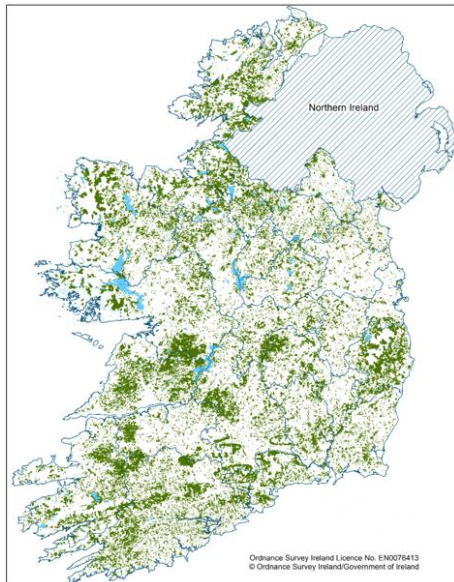 Northern Ireland
Ordnance Survey Ireland Licence No. EN0076413
© Ordnance Survey Ireland/Government of Ireland